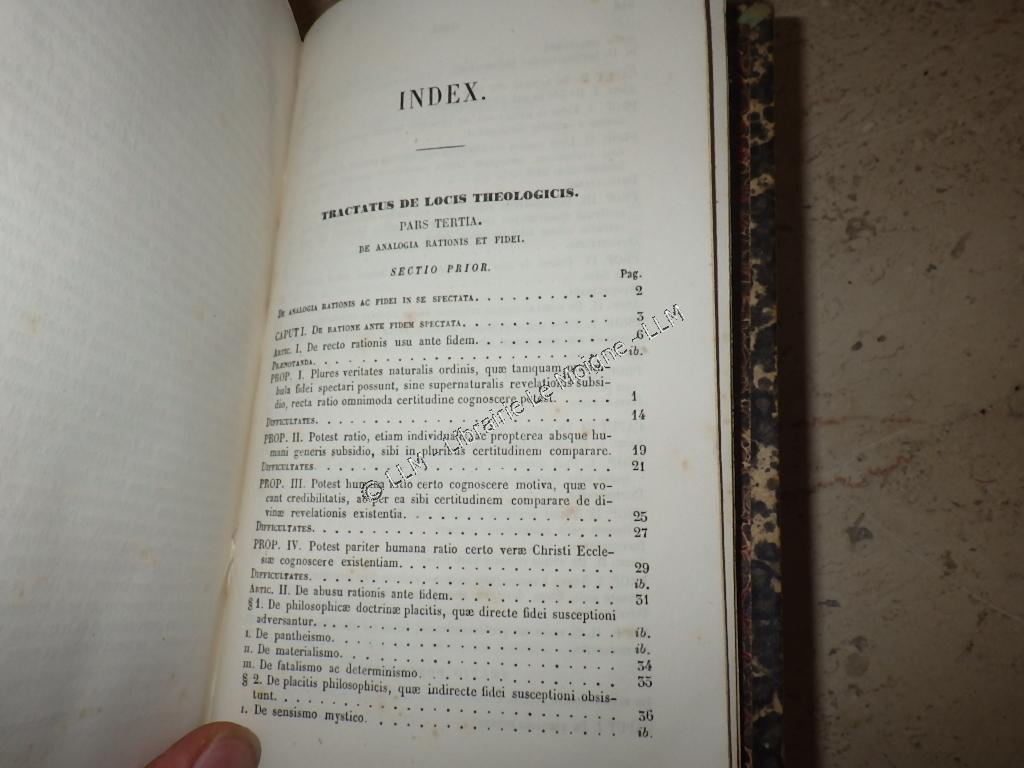 INDEX.
TRACTATUS DE LOCIS THEOLOGICIS.
PARS TERTIA.
DE ANALOGIA RATIONIS ET FIDEI.
SECTIO PRIOR.
Pag.
DE ANALOGIA RATIONIS AC FIDEI IN SE SPECTATA. . . . . . . . . . . 2
CAPUT I. DE RATIONE ANTE FIDEM SPECTATA. . . . . . . . . . . . 3
ARTIC. I. De recto rationis usu ante fidem. . . . . . . . . . . 6
PRENOTANDA. . . . . . . . . . . . . . . . . . . . . . ib.
PROP. I. Plures veritates naturalis ordinis, quæ tamquam
bula fidei spectari possunt, sine supernaturalis revelationis subsi-
dio, recta ratio omnimoda certitudine cognoscere potest. . . . . 1
DIFFICULTATES. . . . . . . . . . . . . . . . . . . . . 14
PROP. II. Potest ratio, etiam individualis, ac propterea absque hu-
mani generis subsidio, sibi in pluribus certitudinem comparare. 19
DIFFICULTATES. . . . . . . . . . . . . . . . . . . . . 21
PROP. III. Potest humana ratio certo cognoscere motiva, quæ vo-
cant credibilitatis, ac per ea sibi certitudinem comparare de di-
vinæ revelationis existentia. . . . . . . . . . . . . . . . 25
DIFFICULTATES. . . . . . . . . . . . . . . . . . . . . 27
PROP. IV. Potest pariter humana ratio certo veræ Christi Eccle-
siæ cognoscere existentiam. . . . . . . . . . . . . . . . 29
DIFFICULTATES. . . . . . . . . . . . . . . . . . . . . ib.
ARTIC. II. De abusu rationis ante fidem. . . . . . . . . . . . 31
§ 1. De philosophicæ doctrinæ placitis, quæ directe fidei susceptioni
adversantur. . . . . . . . . . . . . . . . . . . . . . ib.
I. De pantheismo. . . . . . . . . . . . . . . . . . . . ib.
II. De materialismo. . . . . . . . . . . . . . . . . . . 34
III. De fatalismo ac determinismo. . . . . . . . . . . . . . 35
§ 2. De placitis philosophicis, quæ indirecte fidei susceptioni obsis-
tunt. . . . . . . . . . . . . . . . . . . . . . . . . 36
I. De sensismo mystico. . . . . . . . . . . . . . . . . . ib.
© LLM - Librairie Le Moigne - LLM